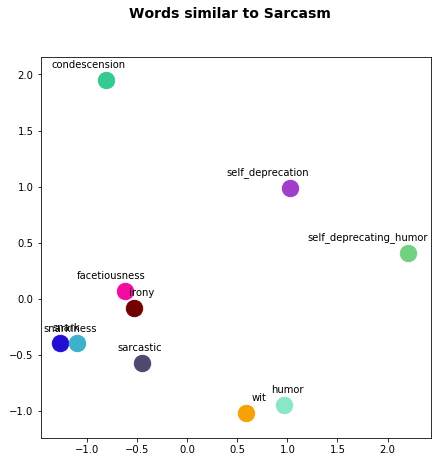 Words similar to Sarcasm
condescension
self_deprecation
self_deprecating_humor
facetiousness
irony
snark
snarkiness
sarcastic
humor
wit
2.0
1.5
1.0
0.5
0.0
−0.5
−1.0
−1.0 −0.5 0.0 0.5 1.0 1.5 2.0